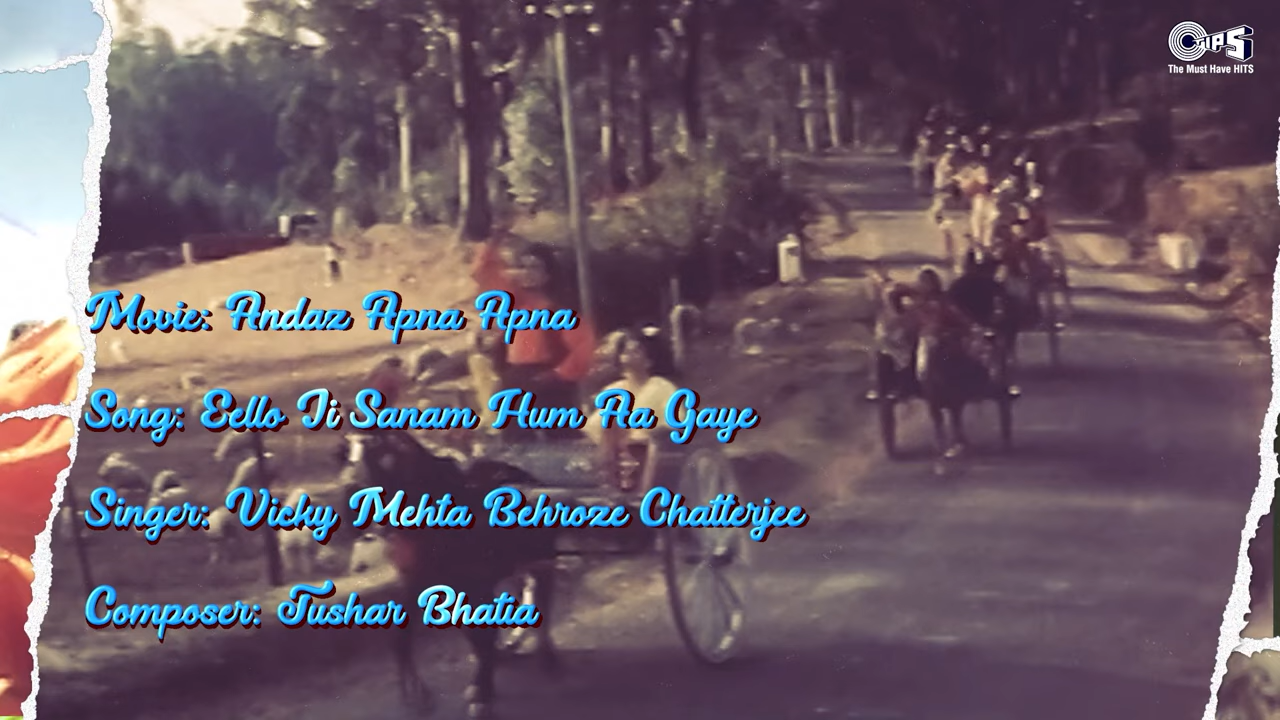 TIPS
The Must Have HITS
Movie: Andaz Apna Apna
Song: Eello Ji Sanam Hum Aa Gaye
Singer: Vicky Mehta Behroze Chatterjee
Composer: Tushar Bhatia